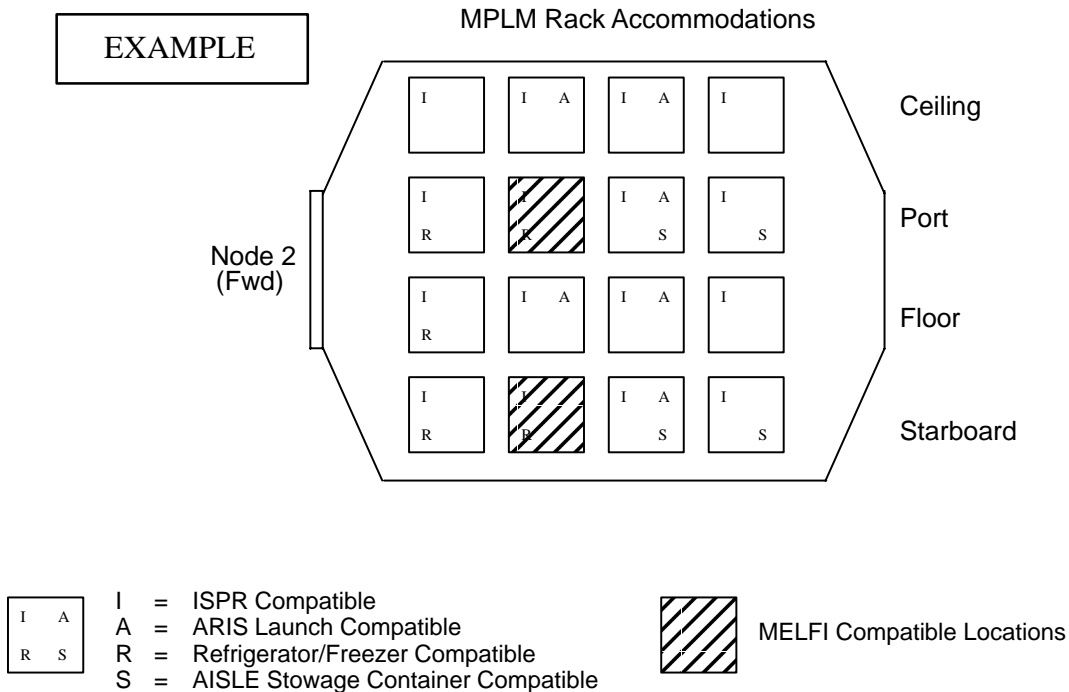 MPLM Rack Accommodations
EXAMPLE
I I A I A I
Ceiling
I I I A I
R R S S
Port
Node 2
(Fwd)
I I A I A I
R
Floor
I I I A I
R R S S
Starboard
I A
R S
I = ISPR Compatible
A = ARIS Launch Compatible
R = Refrigerator/Freezer Compatible
S = AISLE Stowage Container Compatible
MELFI Compatible Locations